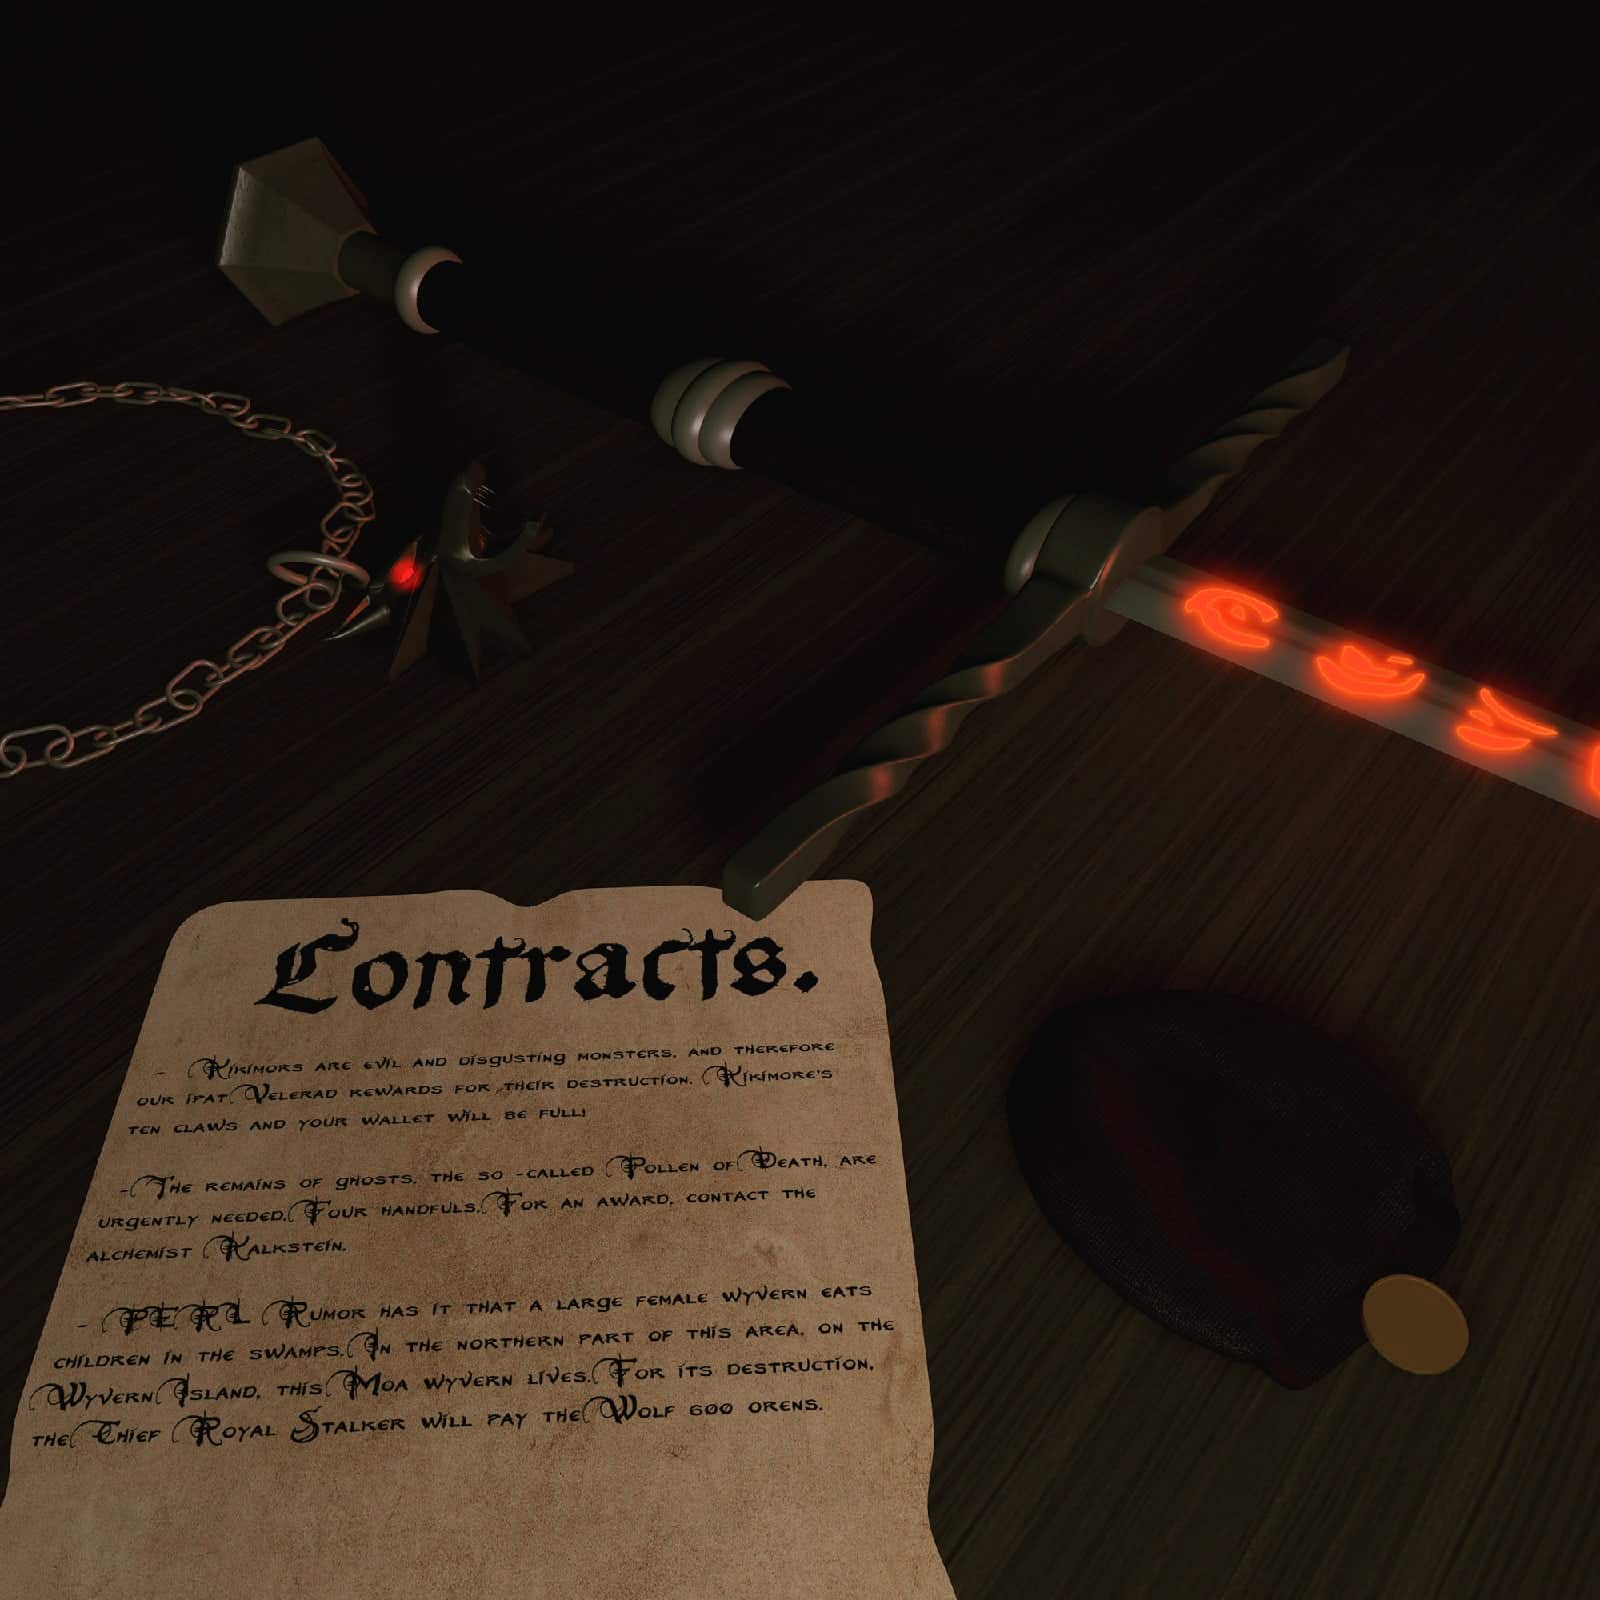 Contracts.
- Kikimors are evil and disgusting monsters, and therefore
our ifat Velerad rewards for their destruction. Kikimore's
ten claws and your wallet will be full!
- The remains of ghosts, the so -called Pollen of Death, are
urgently needed. Four handfuls. For an award, contact the
alchemist Kalkstein.
- PERL Rumor has it that a large female wyvern eats
children in the swamps. In the northern part of this area, on the
Wyvern Island, this Moa wyvern lives. For its destruction,
the Chief Royal Stalker will pay the Wolf 600 orens.